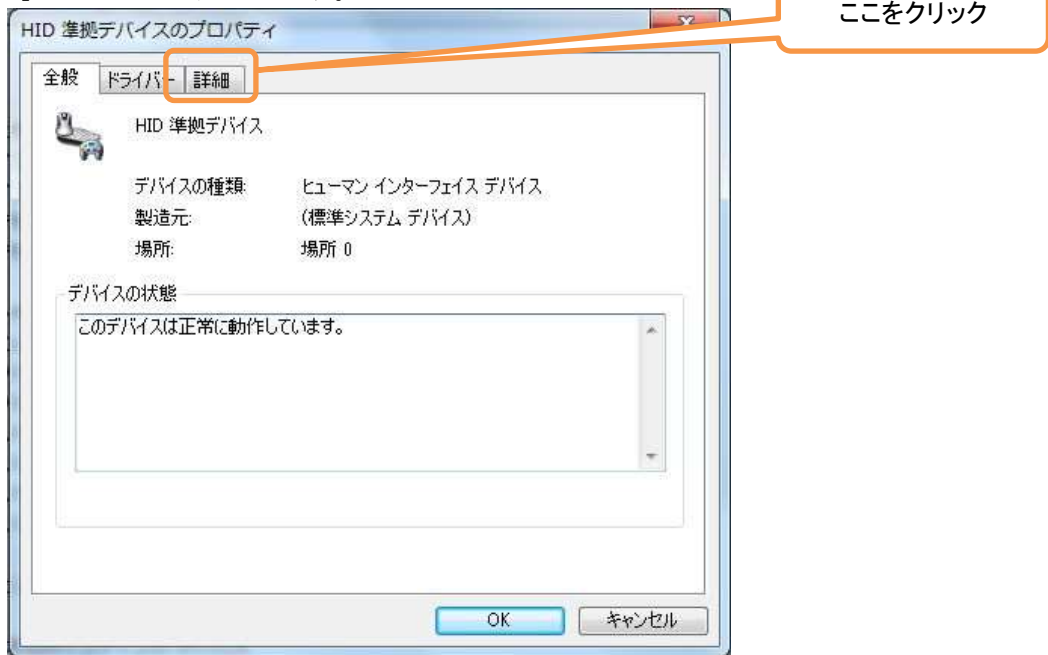 ここをクリック
HID 準拠デバイスのプロパティ
全般 ドライバー 詳細
HID 準拠デバイス
デバイスの種類: ヒューマン インターフェイス デバイス
製造元: (標準システム デバイス)
場所: 場所 0
デバイスの状態
このデバイスは正常に動作しています。
OK キャンセル